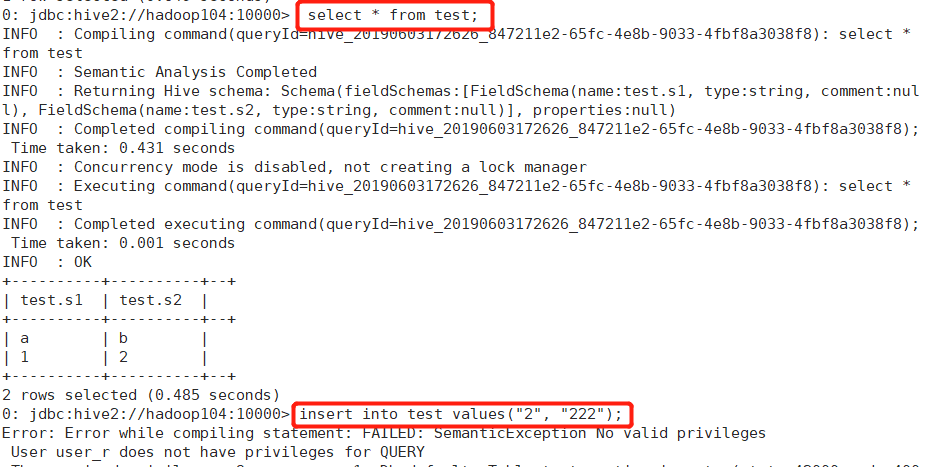 0: jdbc:hive2://hadoop104:10000> select * from test;
INFO  : Compiling command(queryId=hive_20190603172626_847211e2-65fc-4e8b-9033-4fbf8a3038f8): select *
from test
INFO  : Semantic Analysis Completed
INFO  : Returning Hive schema: Schema(fieldSchemas:[FieldSchema(name:test.s1, type:string, comment:nul
l), FieldSchema(name:test.s2, type:string, comment:null)], properties:null)
INFO  : Completed compiling command(queryId=hive_20190603172626_847211e2-65fc-4e8b-9033-4fbf8a3038f8);
 Time taken: 0.431 seconds
INFO  : Concurrency mode is disabled, not creating a lock manager
INFO  : Executing command(queryId=hive_20190603172626_847211e2-65fc-4e8b-9033-4fbf8a3038f8): select *
from test
INFO  : Completed executing command(queryId=hive_20190603172626_847211e2-65fc-4e8b-9033-4fbf8a3038f8);
 Time taken: 0.001 seconds
INFO  : OK
+----------+----------+--+
| test.s1  | test.s2  |
+----------+----------+--+
| a        | b        |
| 1        | 2        |
+----------+----------+--+
2 rows selected (0.485 seconds)
0: jdbc:hive2://hadoop104:10000> insert into test values("2", "222");
Error: Error while compiling statement: FAILED: SemanticException No valid privileges
 User user_r does not have privileges for QUERY